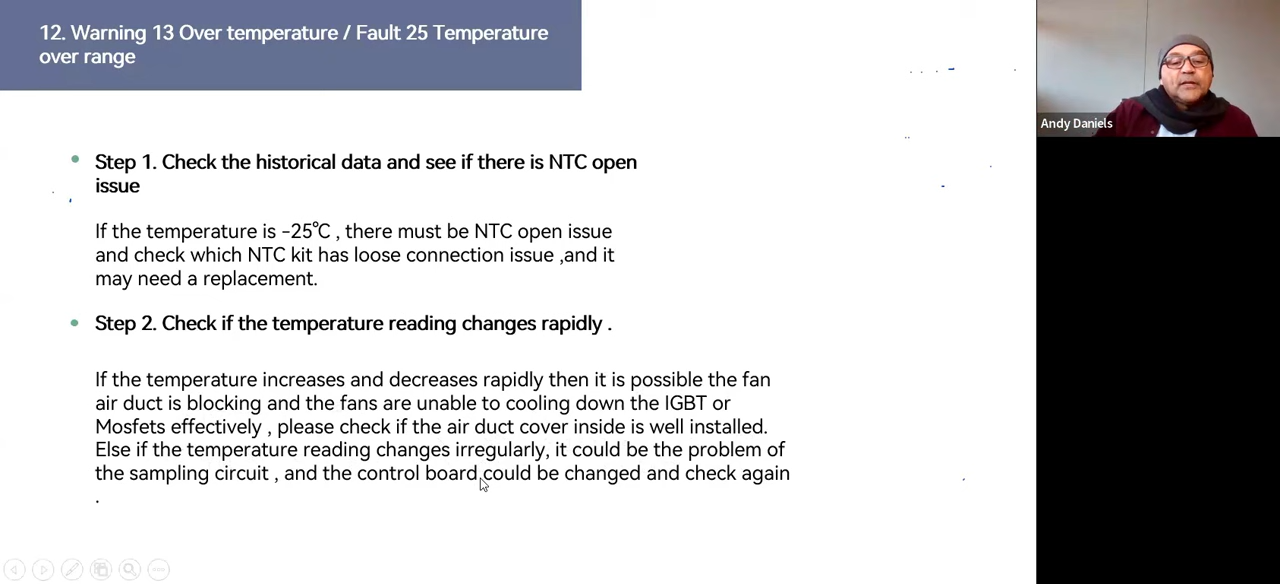 12. Warning 13 Over temperature / Fault 25 Temperature
over range
Andy Daniels
Step 1. Check the historical data and see if there is NTC open
issue
If the temperature is -25℃ , there must be NTC open issue
and check which NTC kit has loose connection issue ,and it
may need a replacement.
Step 2. Check if the temperature reading changes rapidly .
If the temperature increases and decreases rapidly then it is possible the fan
air duct is blocking and the fans are unable to cooling down the IGBT or
Mosfets effectively , please check if the air duct cover inside is well installed.
Else if the temperature reading changes irregularly, it could be the problem of
the sampling circuit , and the control board could be changed and check again
.